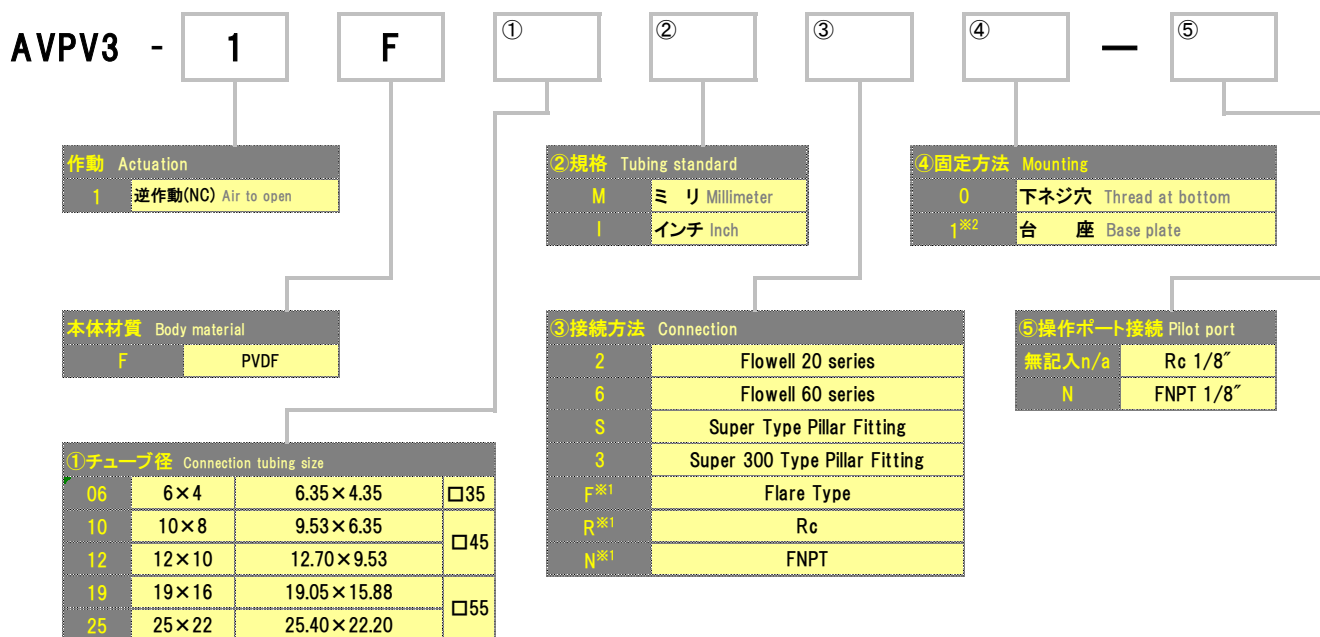 AVPV3 - 1 F ① ② ③ ④ — ⑤
作動 Actuation
1 逆作動(NC) Air to open
②規格 Tubing standard
M ミ リ Millimeter
I インチ Inch
④固定方法 Mounting
0 下ネジ穴 Thread at bottom
1※2 台 座 Base plate
本体材質 Body material
F PVDF
③接続方法 Connection
2 Flowell 20 series
6 Flowell 60 series
S Super Type Pillar Fitting
3 Super 300 Type Pillar Fitting
F※1 Flare Type
R※1 Rc
N※1 FNPT
⑤操作ポート接続 Pilot port
無記入n/a Rc 1/8″
N FNPT 1/8″
①チューブ径 Connection tubing size
06 6×4 6.35×4.35 □35
10 10×8 9.53×6.35 □45
12 12×10 12.70×9.53
19 19×16 19.05×15.88 □55
25 25×22 25.40×22.20